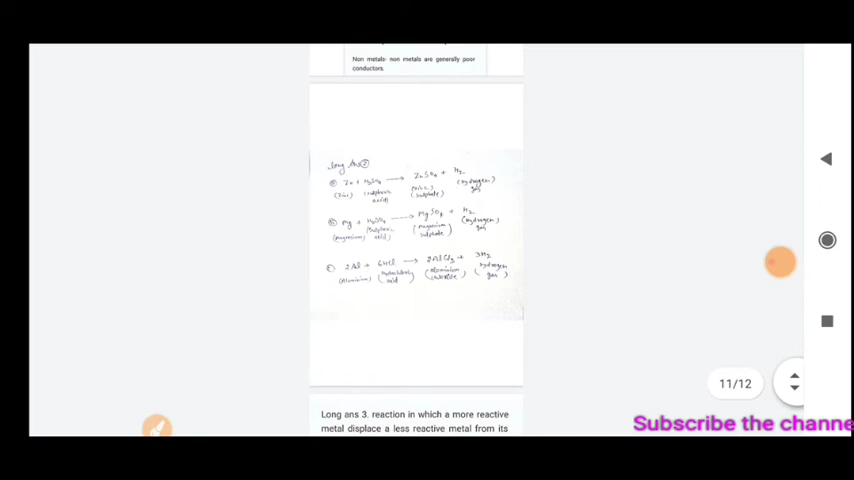 Non metals- non metals are generally poor
conductors.
Long Ans ②
ⓐ Zn + H₂SO₄ → ZnSO₄ + H₂
(Zinc) (sulphuric acid) (Zinc sulphate) (Hydrogen gas)
ⓑ Mg + H₂SO₄ → MgSO₄ + H₂
(magnesium) (sulphuric acid) (magnesium sulphate) (Hydrogen gas)
2Al + 6HCl → 2AlCl₃ + 3H₂
(Aluminium) (Hydrochloric acid) (aluminium chloride) (Hydrogen gas)
11/12
Long ans 3. reaction in which a more reactive
metal displace a less reactive metal from its
Subscribe the channe